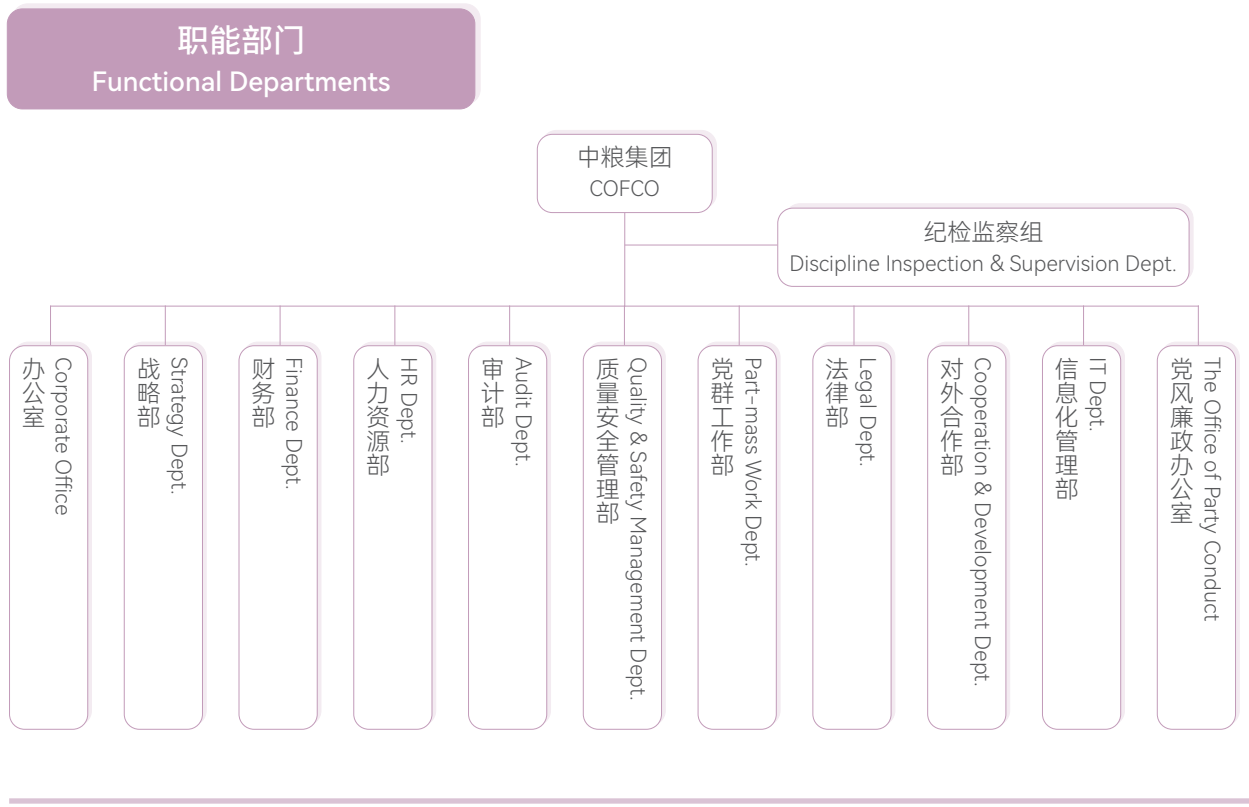 职能部门
Functional Departments
中粮集团
COFCO
纪检监察组
Discipline Inspection & Supervision Dept.
办公室
Corporate Office
战略部
Strategy Dept.
财务部
Finance Dept.
人力资源部
HR Dept.
审计部
Audit Dept.
质量安全管理部
Quality & Safety Management Dept.
党群工作部
Part-mass Work Dept.
法律部
Legal Dept.
对外合作部
Cooperation & Development Dept.
信息化管理部
IT Dept.
党风廉政办公室
The Office of Party Conduct